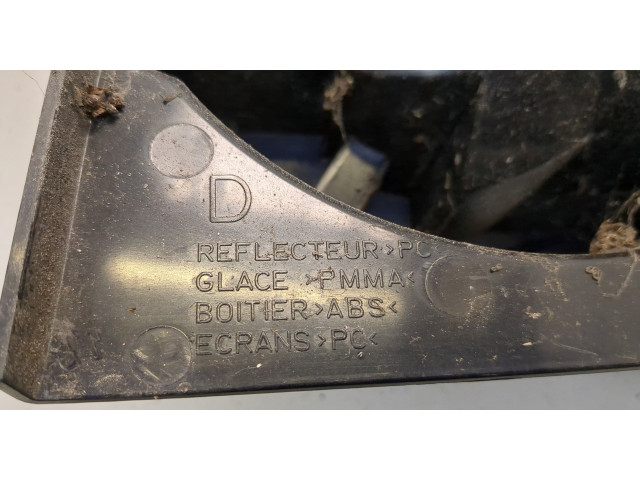 D
REFLECTEUR>PC
GLACE >PMMA<
BOITIER>ABS<
ECRANS>PC<